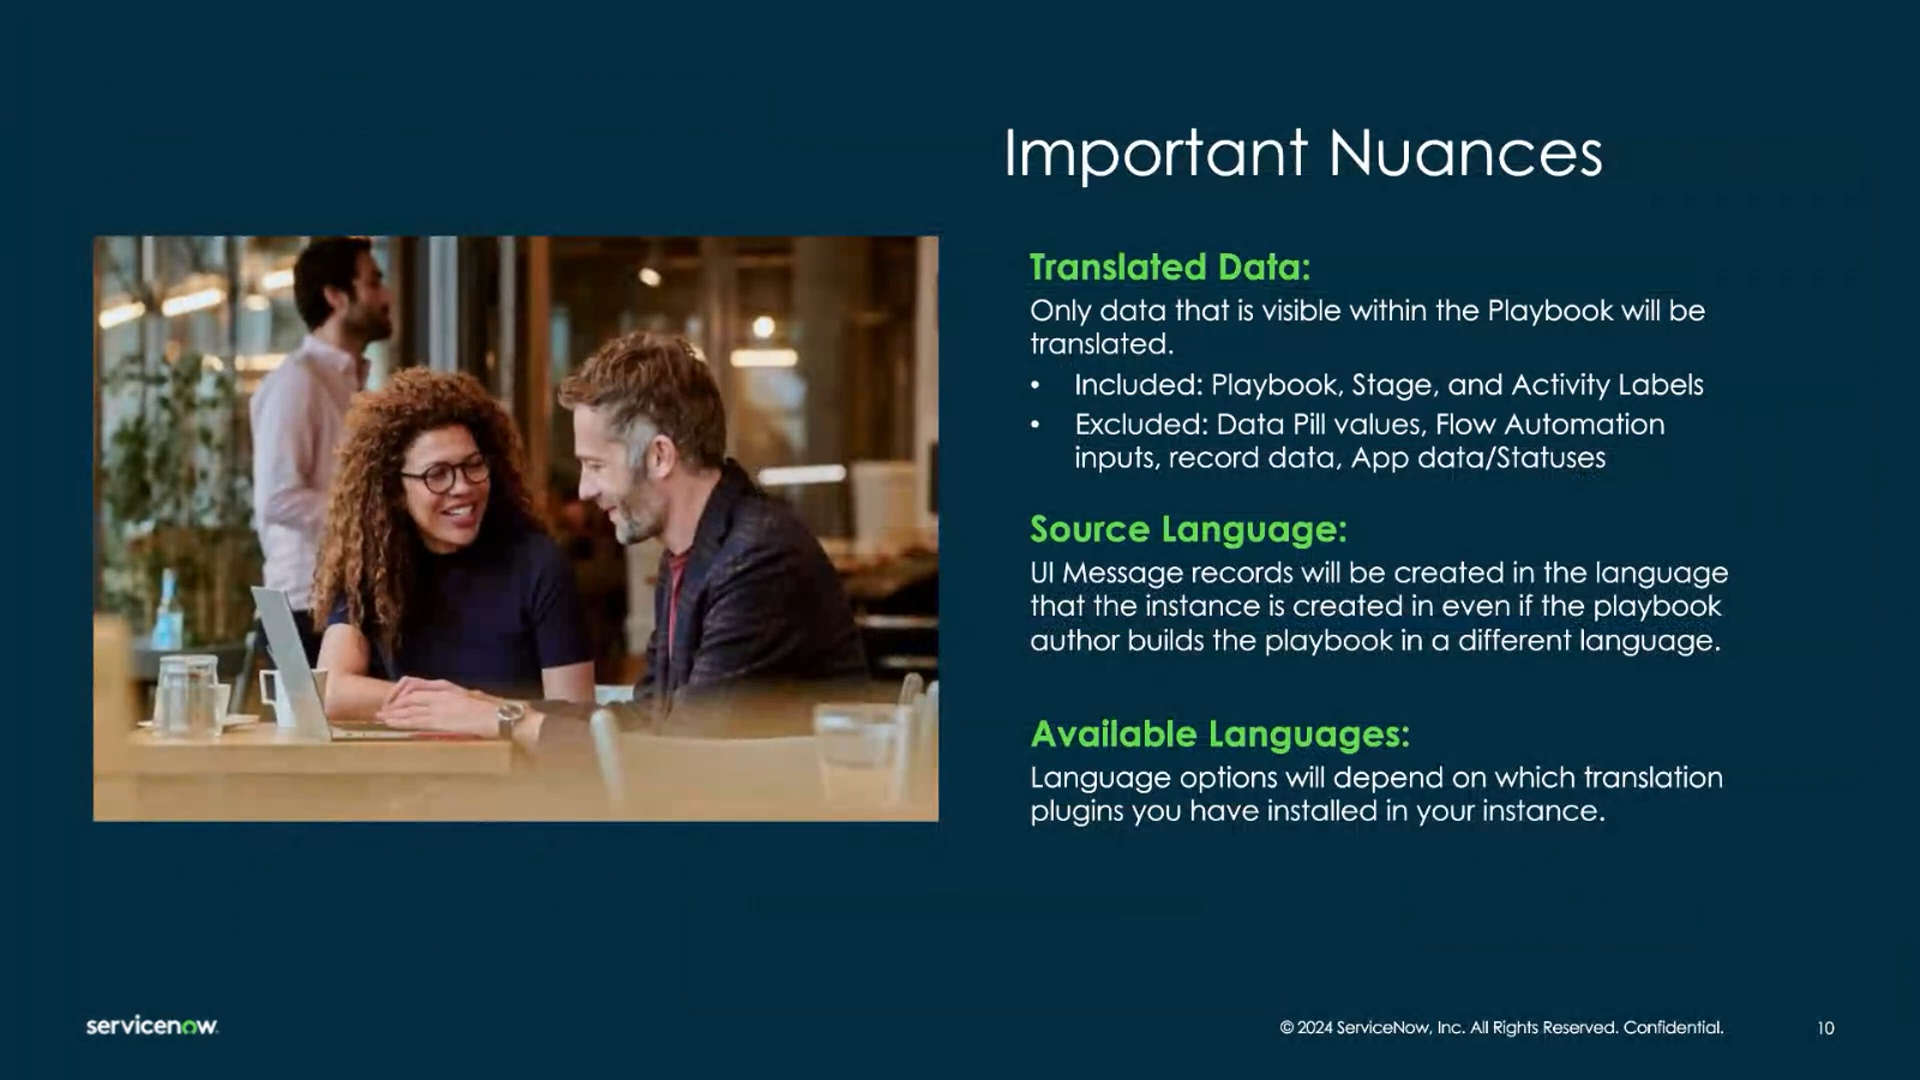 Important Nuances
Translated Data:
Only data that is visible within the Playbook will be
translated.
• Included: Playbook, Stage, and Activity Labels
• Excluded: Data Pill values, Flow Automation
inputs, record data, App data/Statuses
Source Language:
UI Message records will be created in the language
that the instance is created in even if the playbook
author builds the playbook in a different language.
Available Languages:
Language options will depend on which translation
plugins you have installed in your instance.
servicenow.
© 2024 ServiceNow, Inc. All Rights Reserved. Confidential.
10